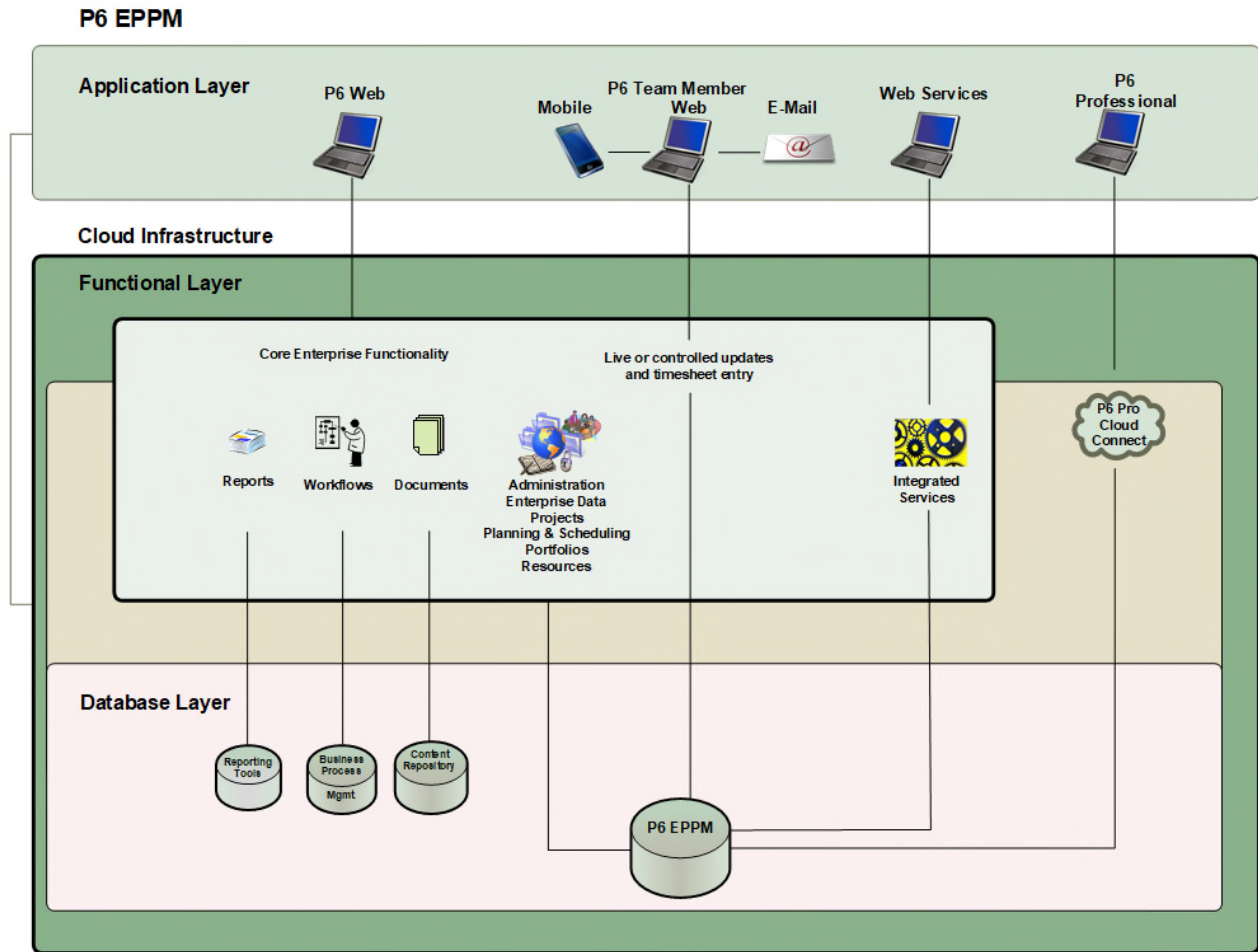 P6 EPPM
Application Layer
P6 Web
Mobile
P6 Team Member
Web
E-Mail
Web Services
P6
Professional
@
Cloud Infrastructure
Functional Layer
Core Enterprise Functionality
Live or controlled updates
and timesheet entry
P6 Pro
Cloud
Connect
Reports
Workflows
Documents
Administration
Enterprise Data
Projects
Planning & Scheduling
Portfolios
Resources
Integrated
Services
Database Layer
Reporting
Tools
Business
Process
Mgmt.
Content
Repository
P6 EPPM